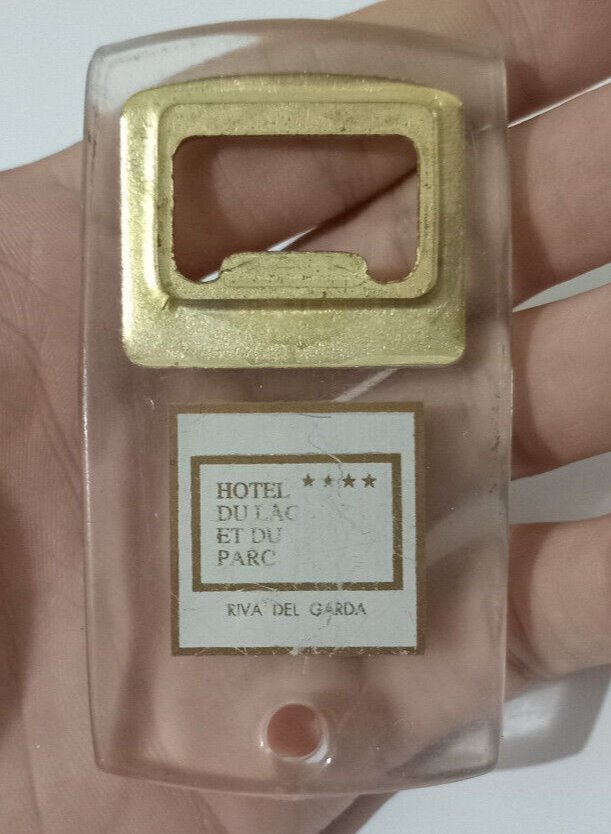 HOTEL ★★★★
DU LAC
ET DU
PARC
RIVA DEL GARDA